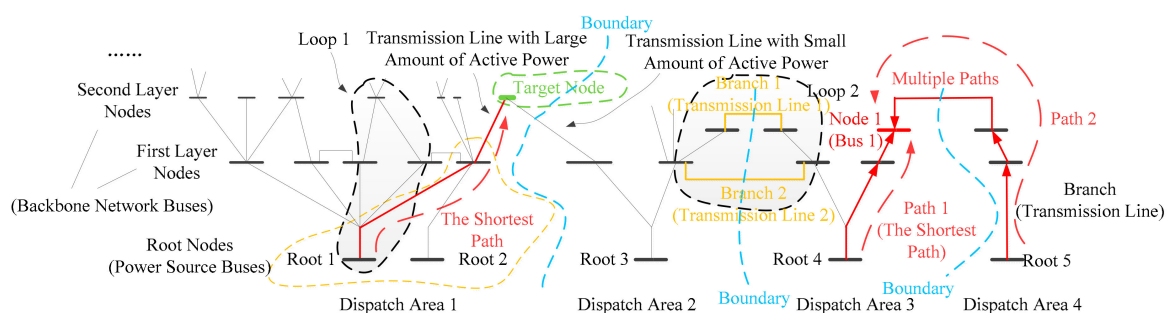 ......
Second Layer
Nodes
First Layer
Nodes
(Backbone Network Buses)
Root Nodes
(Power Source Buses)
Loop 1
Transmission Line with Large
Amount of Active Power
Boundary
Target Node
Transmission Line with Small
Amount of Active Power
Branch 1
(Transmission Line 1)
Loop 2
Branch 2
(Transmission Line 2)
Multiple Paths
Node 1
(Bus 1)
Path 2
The Shortest
Path
Path 1
(The Shortest
Path)
Branch
(Transmission Line)
Root 1
Root 2
Root 3
Root 4
Root 5
Boundary
Boundary
Dispatch Area 1
Dispatch Area 2
Dispatch Area 3
Dispatch Area 4